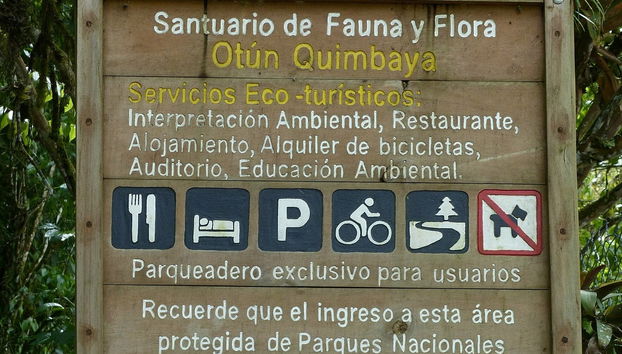 Santuario de Fauna y Flora
Otún Quimbaya
Servicios Eco-turísticos:
Interpretación Ambiental, Restaurante,
Alojamiento, Alquiler de bicicletas,
Auditorio, Educación Ambiental.
P
Parqueadero exclusivo para usuarios
Recuerde que el ingreso a esta área
protegida de Parques Nacionales